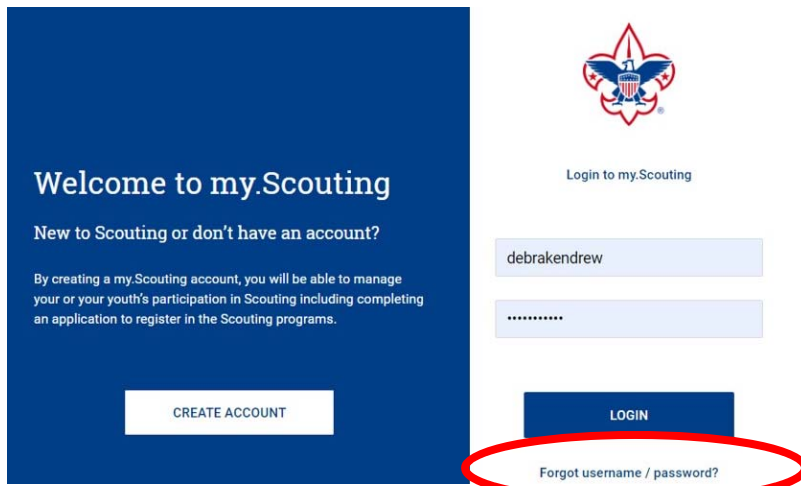 Welcome to my.Scouting
New to Scouting or don't have an account?
By creating a my.Scouting account, you will be able to manage
your or your youth's participation in Scouting including completing
an application to register in the Scouting programs.
CREATE ACCOUNT
®
Login to my.Scouting
debrakendrew
•••••••••••
LOGIN
Forgot username / password?